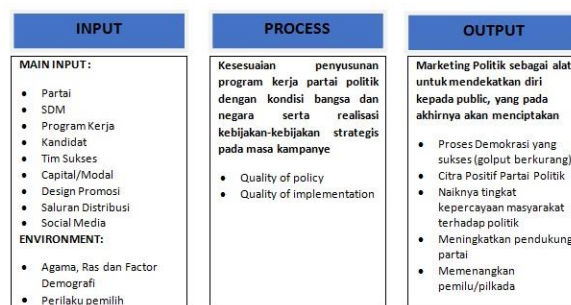 INPUT
MAIN INPUT :
Partai
SDM
Program Kerja
Kandidat
Tim Sukses
Capital/Modal
Design Promosi
Saluran Distribusi
Social Media
ENVIRONMENT:
Agama, Ras dan Factor
Demografi
Perilaku pemilih
PROCESS
Kesesuaian penyusunan
program kerja partai politik
dengan kondisi bangsa dan
negara serta realisasi
kebijakan-kebijakan strategis
pada masa kampanye
Quality of policy
Quality of implementation
OUTPUT
Marketing Politik sebagai alat
untuk mendekatkan diri
kepada public, yang pada
akhirnya akan menciptakan
Proses Demokrasi yang
sukses (golput berkurang)
Citra Positif Partai Politik
Naiknya tingkat
kepercayaan masyarakat
terhadap politik
Meningkatkan pendukung
partai
Memenangkan
pemilu/pilkada